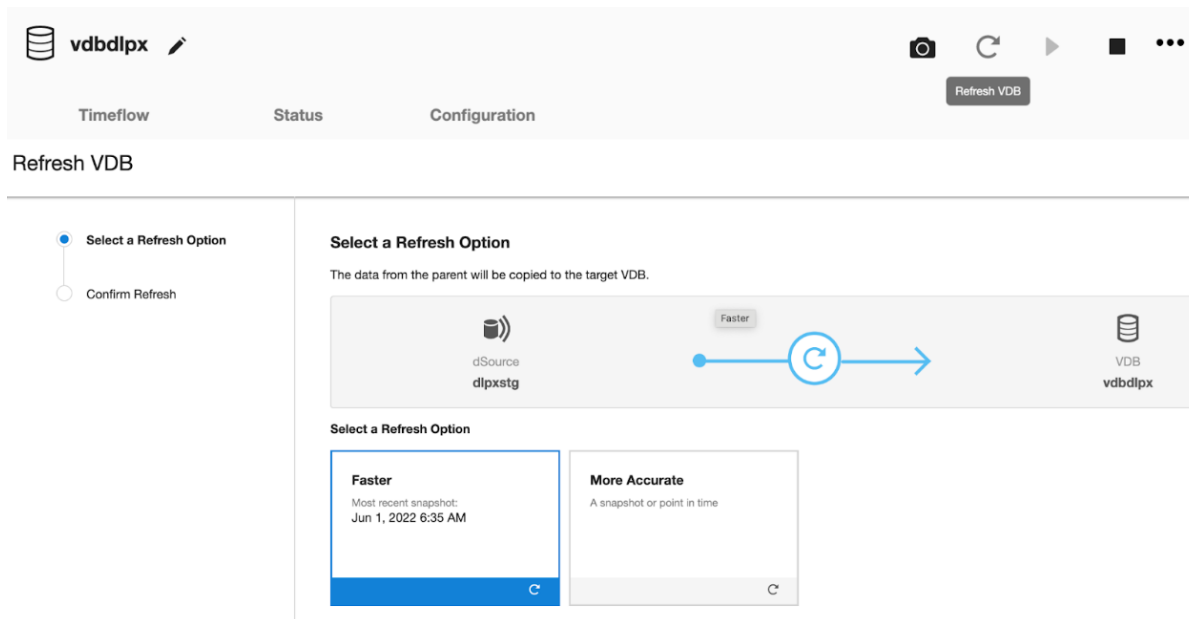 vdbdlpx
Refresh VDB
Timeflow Status Configuration
Refresh VDB
Select a Refresh Option
Confirm Refresh
Select a Refresh Option
The data from the parent will be copied to the target VDB.
Faster
dSource
dlpxstg
VDB
vdbdlpx
Select a Refresh Option
Faster
Most recent snapshot:
Jun 1, 2022 6:35 AM
More Accurate
A snapshot or point in time